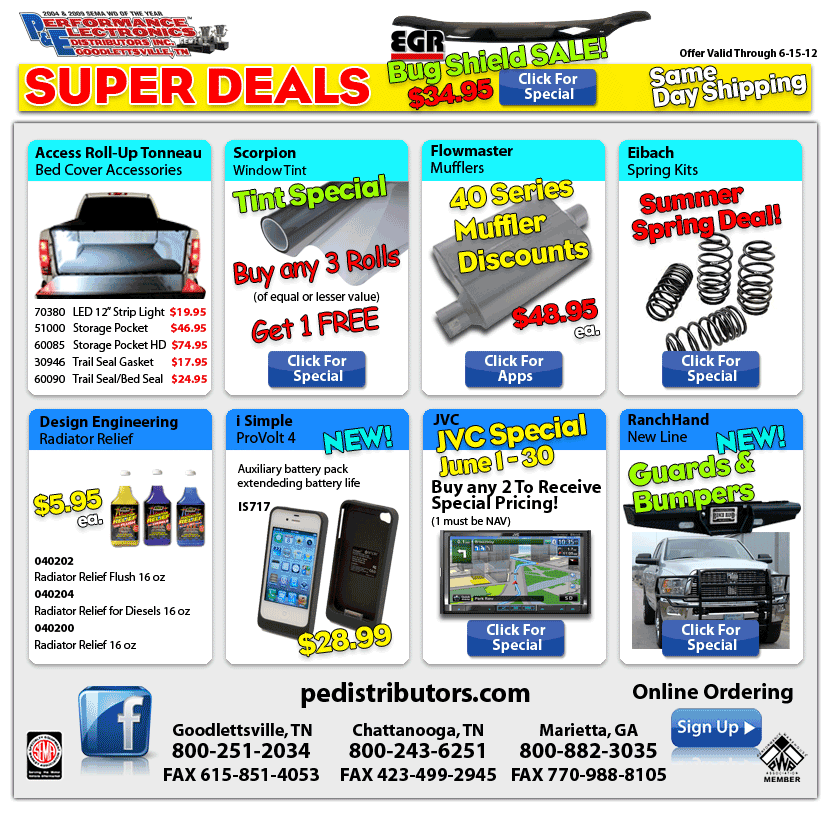 2004 & 2009 SEMA WD OF THE YEAR
PERFORMANCE
P&E ELECTRONICS
DISTRIBUTORS INC.
GOODLETTSVILLE, TN
EGR
Bug Shield SALE!
$34.95
Click For
Special
Offer Valid Through 6-15-12
SUPER DEALS
Same
Day Shipping
Access Roll-Up Tonneau
Bed Cover Accessories
70380 LED 12" Strip Light $19.95
51000 Storage Pocket $46.95
60085 Storage Pocket HD $74.95
30946 Trail Seal Gasket $17.95
60090 Trail Seal/Bed Seal $24.95
Scorpion
Window Tint
Tint Special
Buy any 3 Rolls
(of equal or lesser value)
Get 1 FREE
Click For
Special
Flowmaster
Mufflers
40 Series
Muffler
Discounts
$48.95
ea.
Click For
Apps
Eibach
Spring Kits
Summer
Spring Deal!
Click For
Special
Design Engineering
Radiator Relief
$5.95
ea.
040202
Radiator Relief Flush 16 oz
040204
Radiator Relief for Diesels 16 oz
040200
Radiator Relief 16 oz
i Simple
ProVolt 4
NEW!
Auxiliary battery pack
extendeding battery life
IS717
$28.99
JVC
JVC Special
June 1 - 30
Buy any 2 To Receive
Special Pricing!
(1 must be NAV)
Click For
Special
RanchHand
New Line
NEW!
Guards &
Bumpers
Click For
Special
pedistributors.com
Online Ordering
Sign Up
Goodlettsville, TN
800-251-2034
FAX 615-851-4053
Chattanooga, TN
800-243-6251
FAX 423-499-2945
Marietta, GA
800-882-3035
FAX 770-988-8105
SEMA
PWA
ASSOCIATION
MEMBER